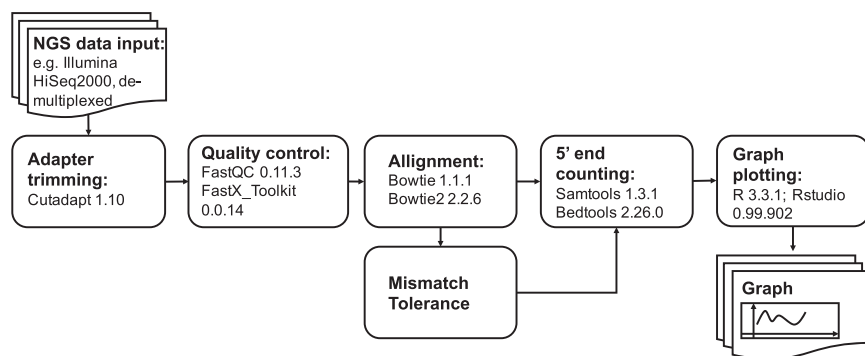 NGS data input:
e.g. Illumina
HiSeq2000, de-
multiplexed
Adapter
trimming:
Cutadapt 1.10
Quality control:
FastQC 0.11.3
FastX_Toolkit
0.0.14
Allignment:
Bowtie 1.1.1
Bowtie2 2.2.6
Mismatch
Tolerance
5' end
counting:
Samtools 1.3.1
Bedtools 2.26.0
Graph
plotting:
R 3.3.1; Rstudio
0.99.902
Graph